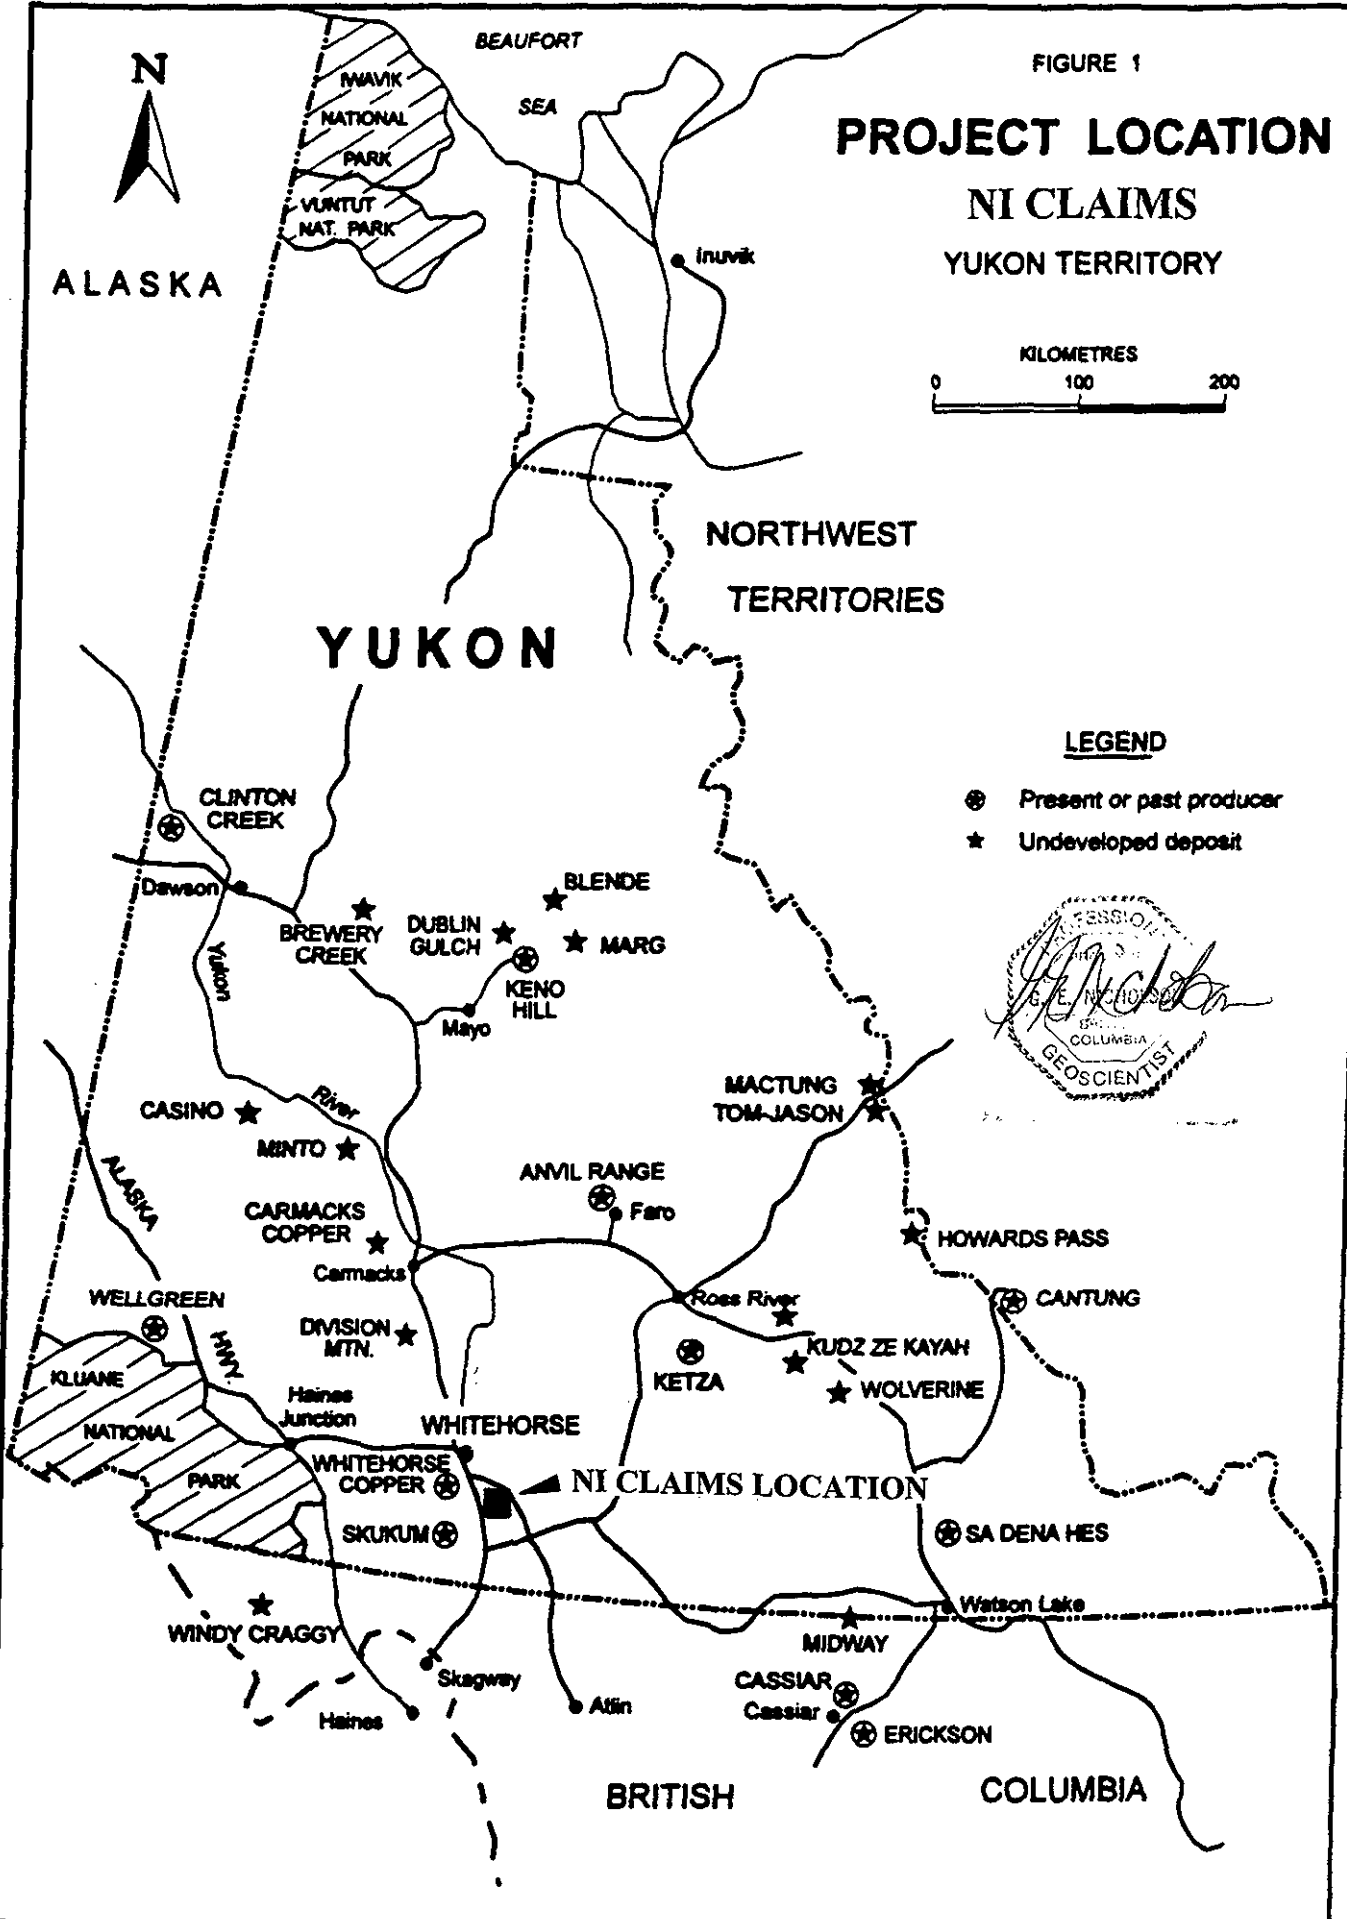 FIGURE 1
PROJECT LOCATION
NI CLAIMS
YUKON TERRITORY
N
BEAUFORT
SEA
IWAVIK
NATIONAL
PARK
VUNTUT
NAT. PARK
ALASKA
Inuvik
KILOMETRES
0 100 200
NORTHWEST
TERRITORIES
YUKON
LEGEND
Present or past producer
Undeveloped deposit
CLINTON
CREEK
Dawson
BREWERY
CREEK
DUBLIN
GULCH
BLENDE
MARG
KENO
HILL
Mayo
Yukon
River
G. E. NICHOLSON
COLUMBIA
GEOSCIENTIST
MACTUNG
TOM-JASON
CASINO
MINTO
ALASKA
HWY.
ANVIL RANGE
Faro
CARMACKS
COPPER
Carmacks
HOWARDS PASS
CANTUNG
WELLGREEN
DIVISION
MTN.
Ross River
KUDZ ZE KAYAH
KETZA
WOLVERINE
KLUANE
NATIONAL
PARK
Haines
Junction
WHITEHORSE
WHITEHORSE
COPPER
NI CLAIMS LOCATION
SKUKUM
SA DENA HES
Watson Lake
WINDY CRAGGY
MIDWAY
Skagway
Haines
Atlin
CASSIAR
Cassiar
ERICKSON
BRITISH
COLUMBIA